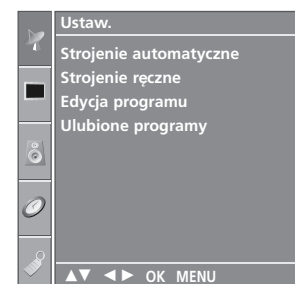 Ustaw.
Strojenie automatyczne
Strojenie ręczne
Edycja programu
Ulubione programy
▲▼ ◄► OK MENU